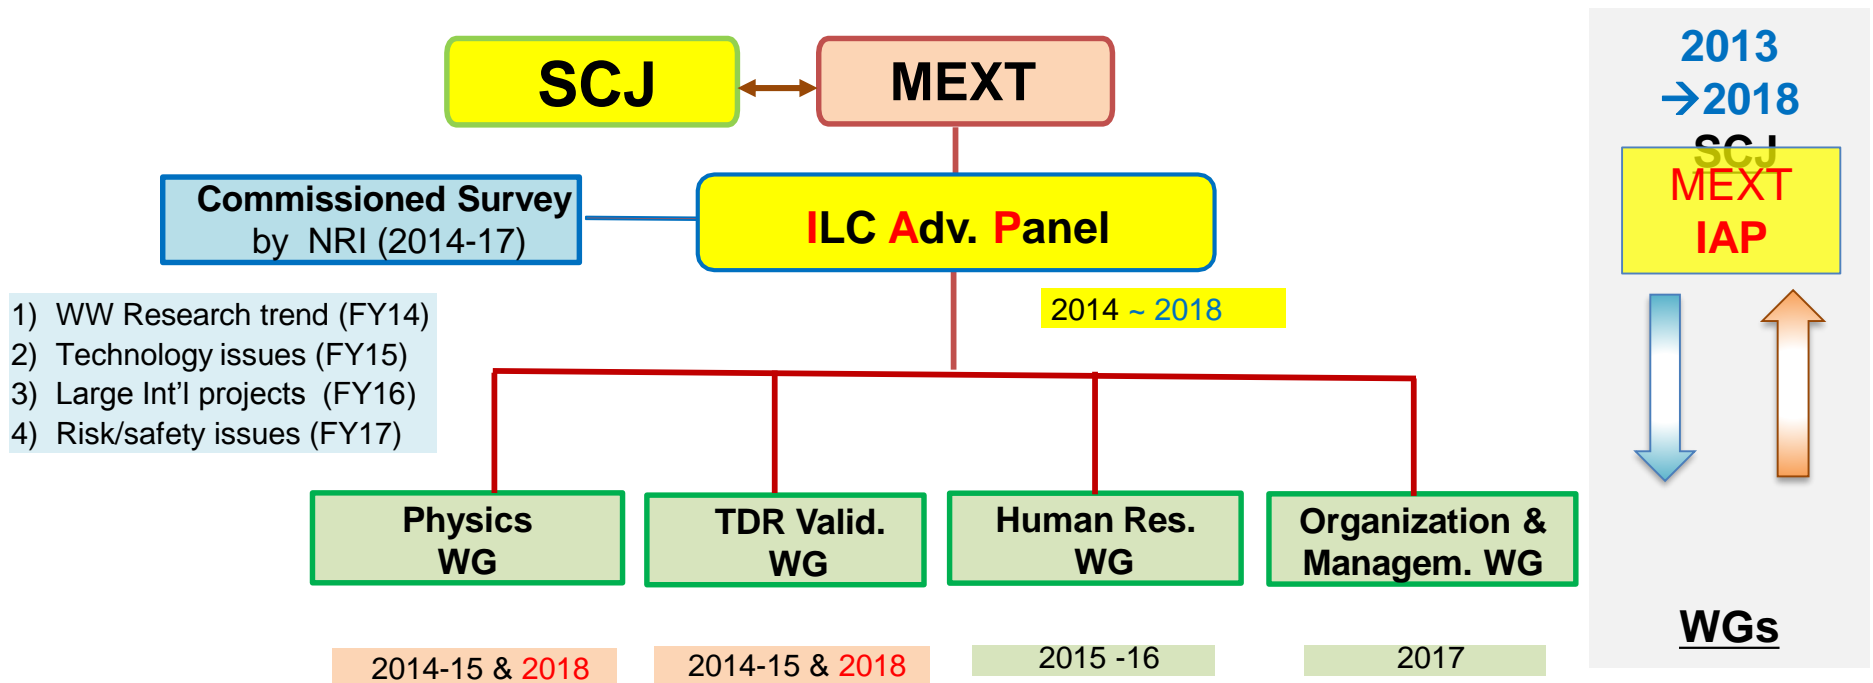 SCJ
MEXT
Commissioned Survey
by NRI (2014-17)
ILC Adv. Panel
1) WW Research trend (FY14)
2) Technology issues (FY15)
3) Large Int'l projects (FY16)
4) Risk/safety issues (FY17)
2014 ~ 2018
Physics
WG
TDR Valid.
WG
Human Res.
WG
Organization &
Managem. WG
2014-15 & 2018
2014-15 & 2018
2015 -16
2017
2013
→2018
SCJ
MEXT
IAP
WGs